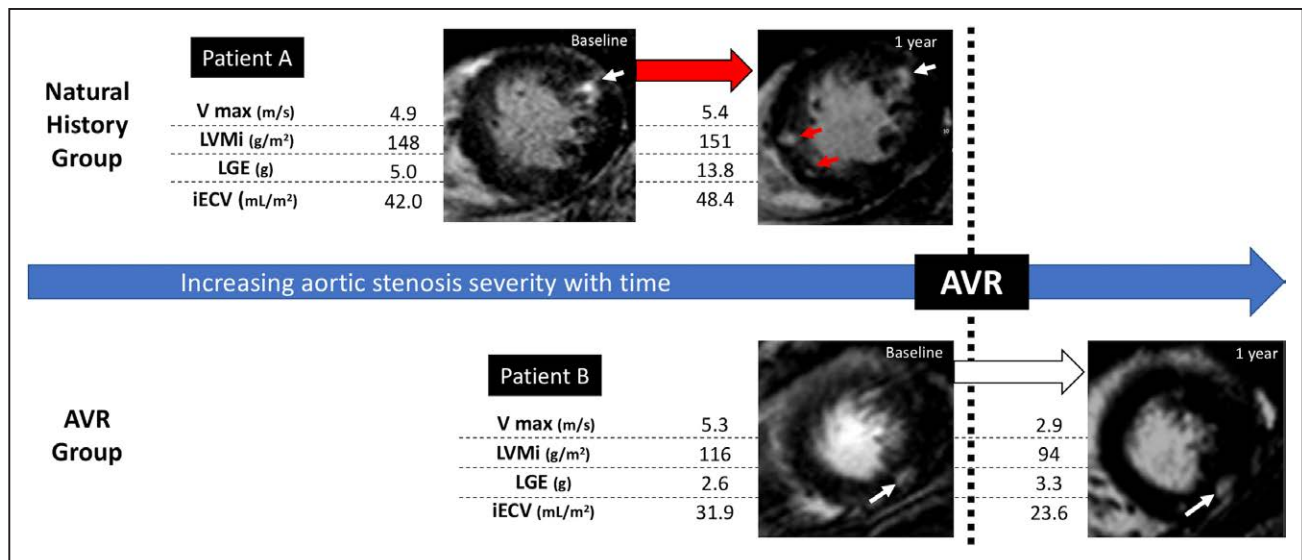 Natural
History
Group
Patient A
Baseline
1 year
V max (m/s) 4.9 5.4
LVMi (g/m²) 148 151
LGE (g) 5.0 13.8
iECV (mL/m²) 42.0 48.4
Increasing aortic stenosis severity with time
AVR
AVR
Group
Patient B
Baseline
1 year
V max (m/s) 5.3 2.9
LVMi (g/m²) 116 94
LGE (g) 2.6 3.3
iECV (mL/m²) 31.9 23.6